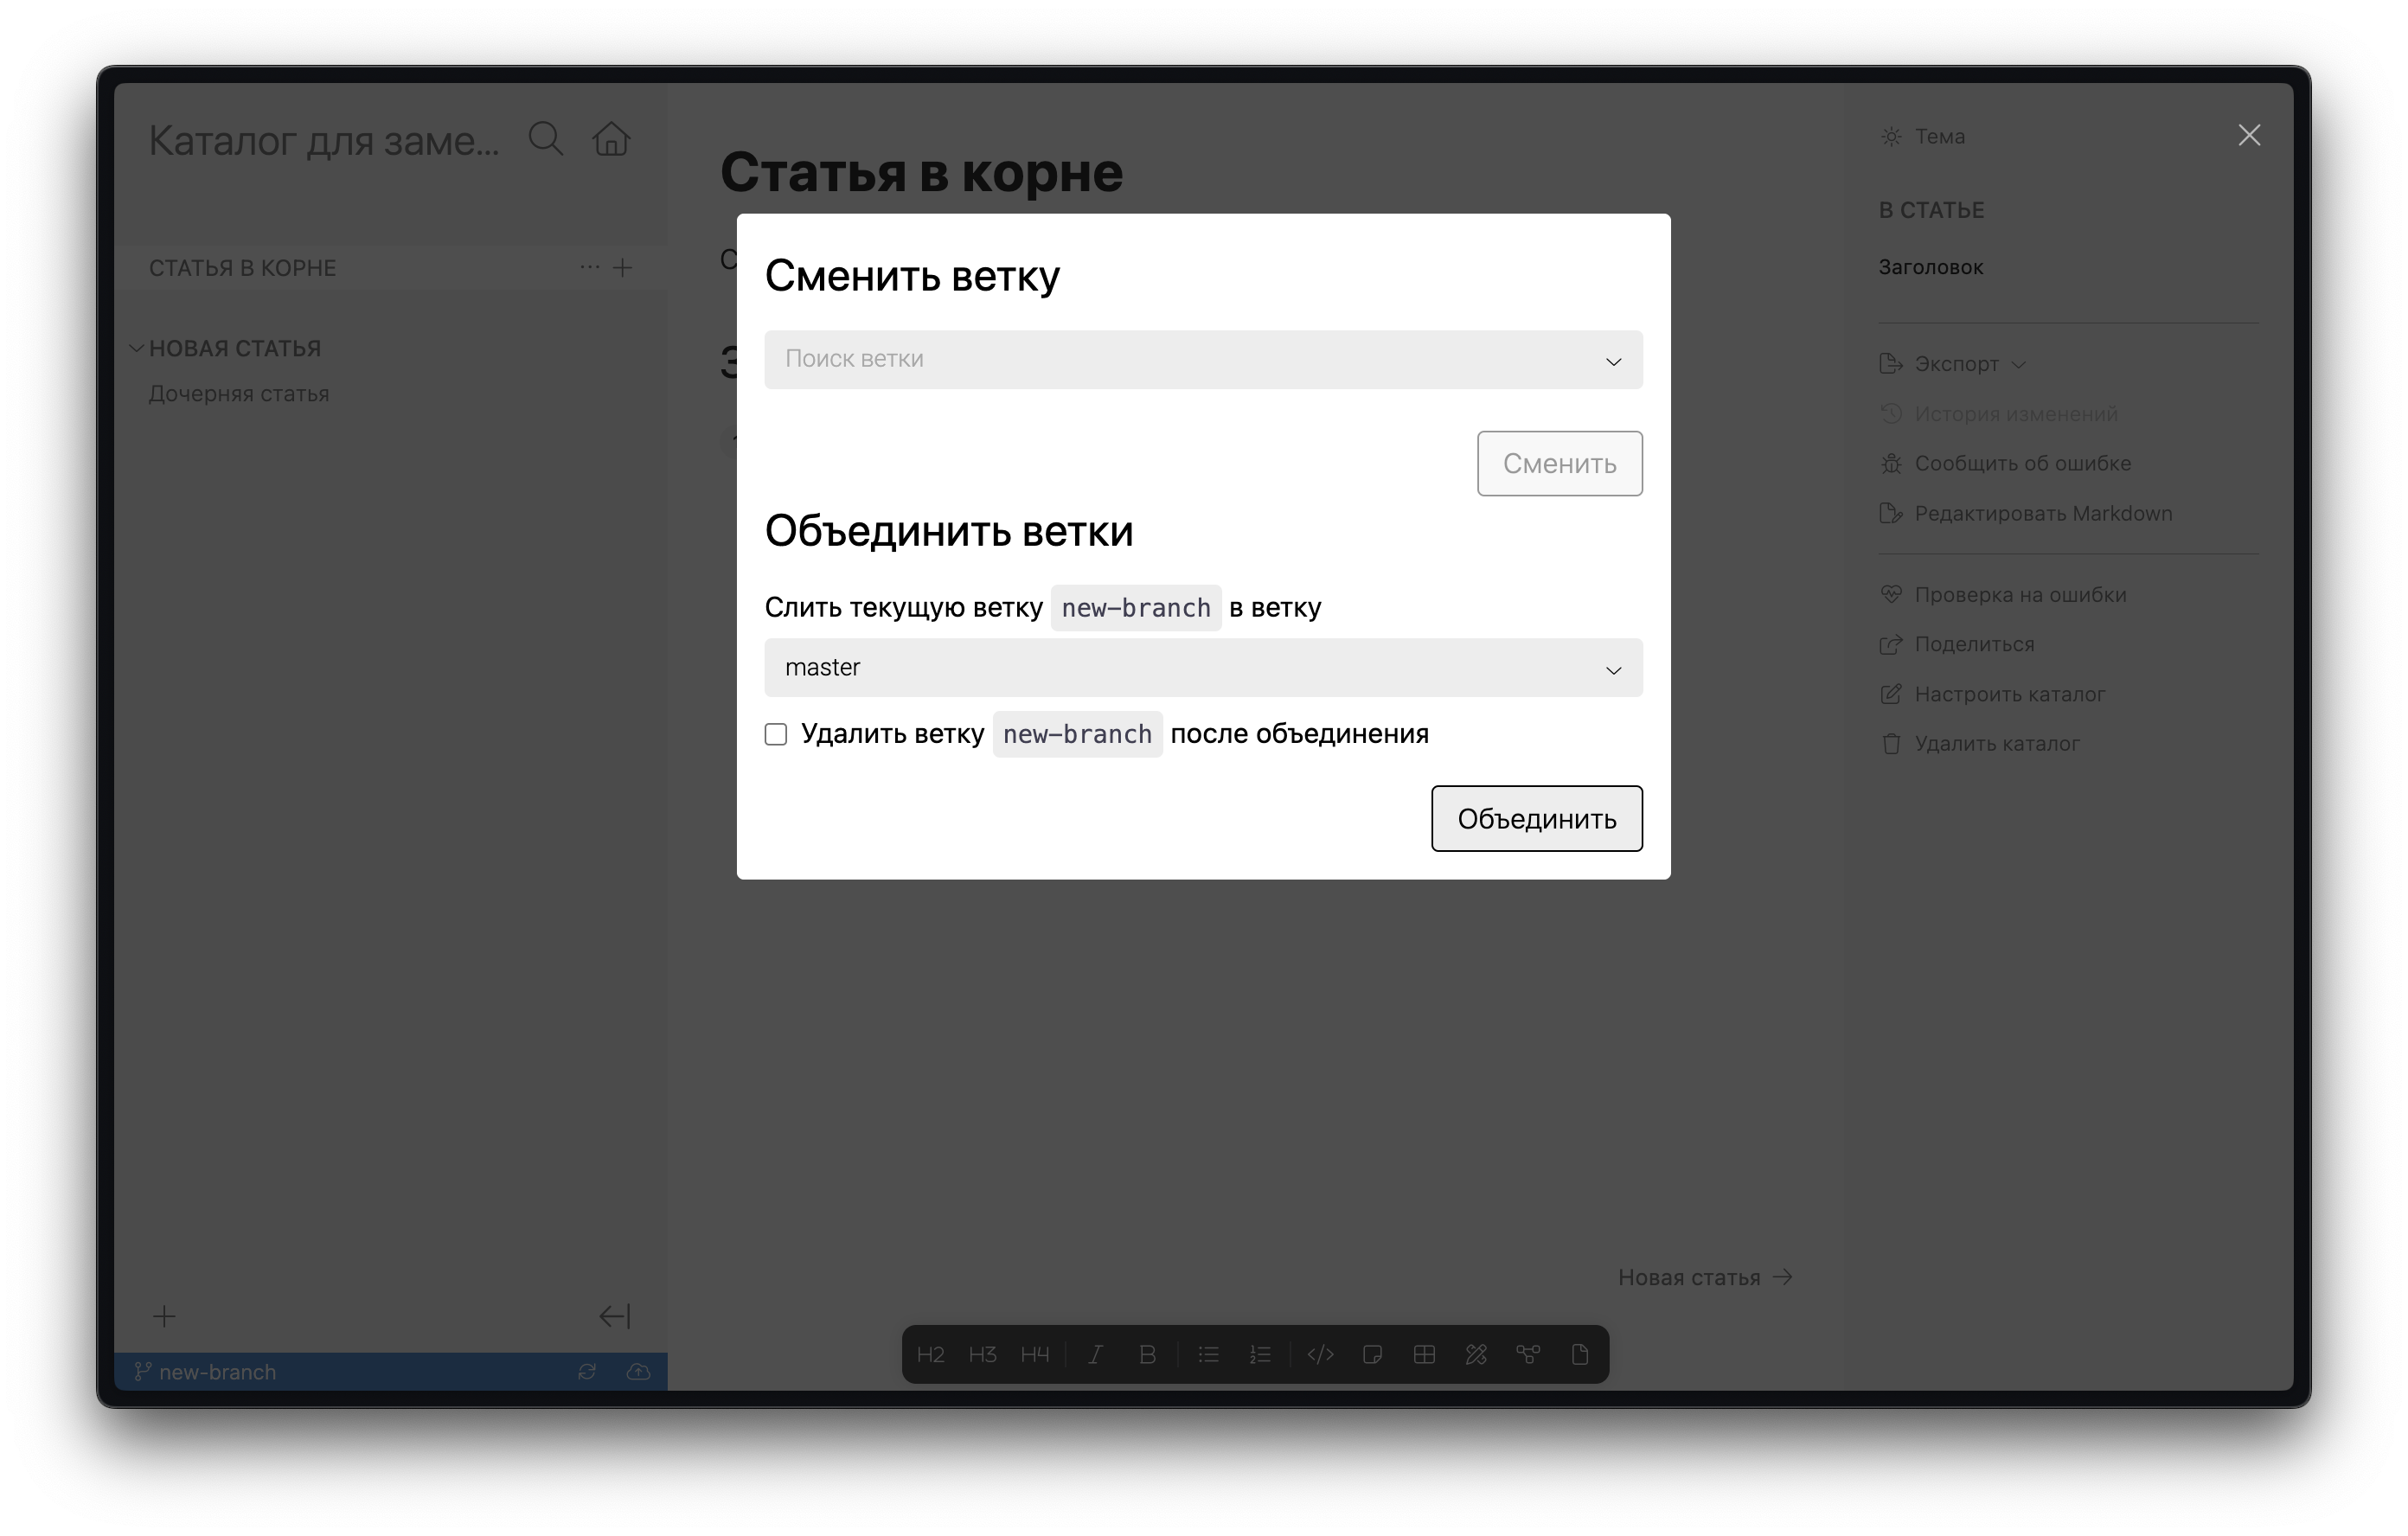 Каталог для заме...
СТАТЬЯ В КОРНЕ
НОВАЯ СТАТЬЯ
Дочерняя статья
new-branch
Статья в корне
С
З
Сменить ветку
Поиск ветки
Сменить
Объединить ветки
Слить текущую ветку new-branch в ветку
master
Удалить ветку new-branch после объединения
Объединить
Новая статья →
H2 H3 H4 I B
Тема
В СТАТЬЕ
Заголовок
Экспорт
История изменений
Сообщить об ошибке
Редактировать Markdown
Проверка на ошибки
Поделиться
Настроить каталог
Удалить каталог